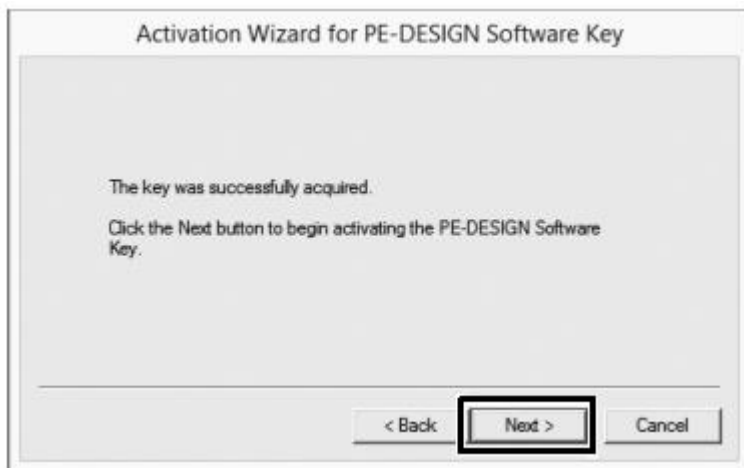 Activation Wizard for PE-DESIGN Software Key
The key was successfully acquired.
Click the Next button to begin activating the PE-DESIGN Software
Key.
< Back Next > Cancel